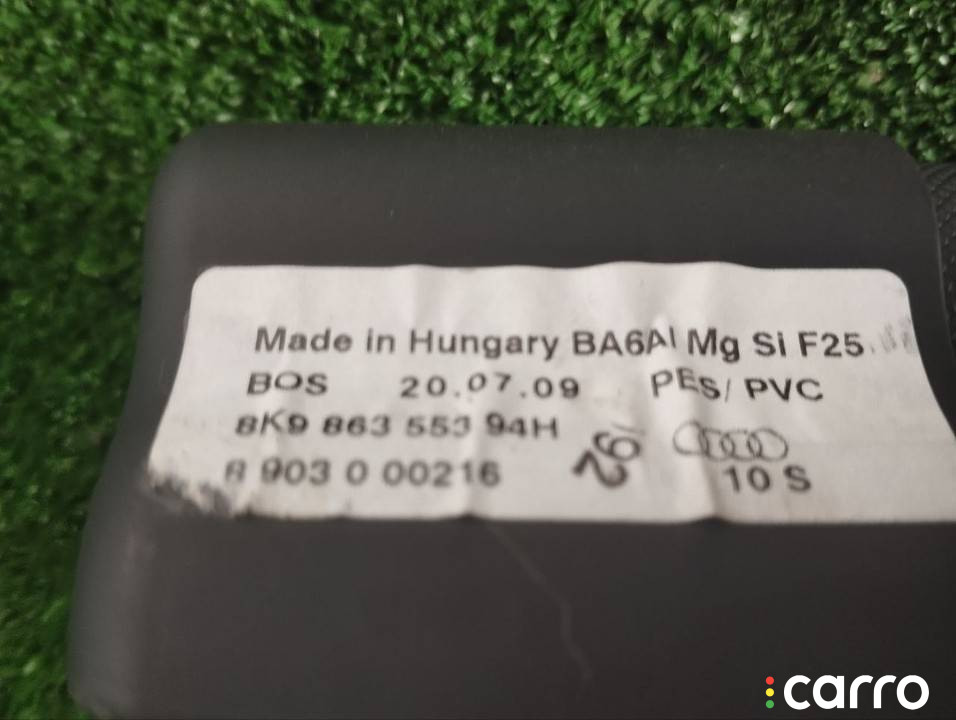 Made in Hungary BA6Al Mg Si F25
BOS 20.07.09 PES/ PVC
8K9 863 553 94H
8 903 0 00216
192
10 S
carro